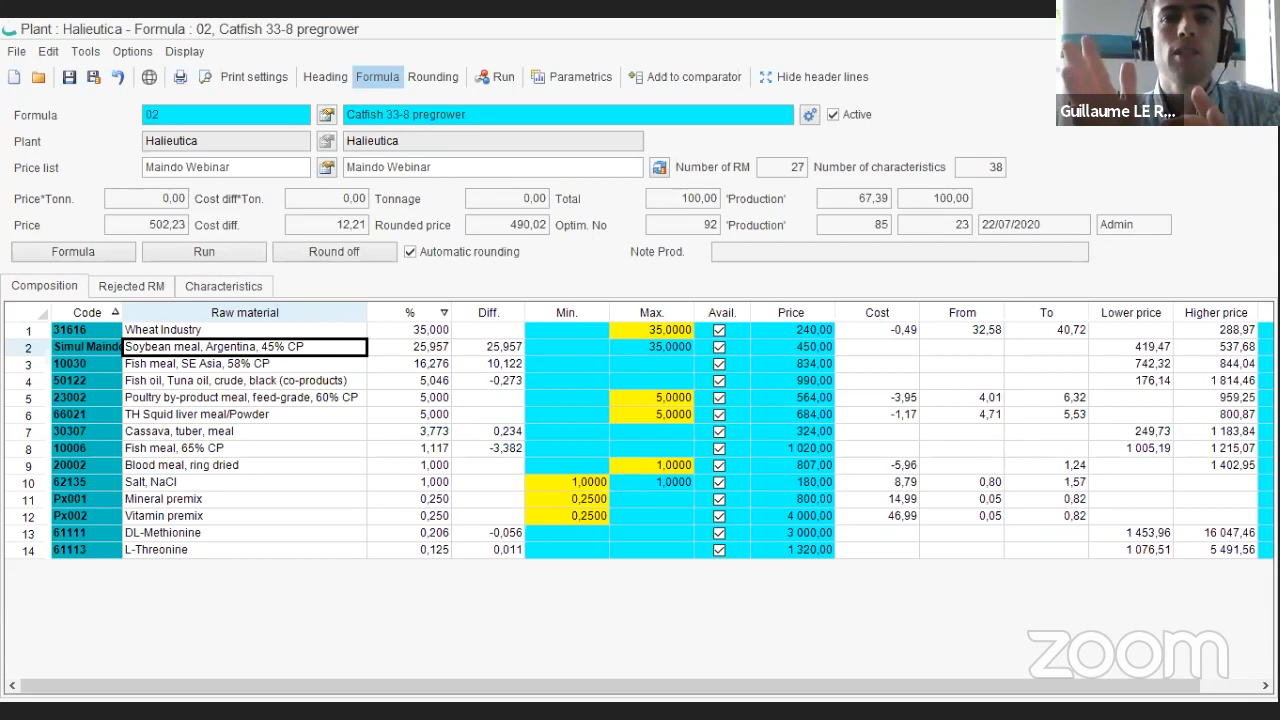 Plant : Halieutica - Formula : 02, Catfish 33-8 pregrower
File Edit Tools Options Display
Print settings Heading Formula Rounding Run Parametrics Add to comparator Hide header lines
Guillaume LE R...
Formula 02 Catfish 33-8 pregrower Active
Plant Halieutica Halieutica
Price list Maindo Webinar Maindo Webinar Number of RM 27 Number of characteristics 38
Price*Tonn. 0,00 Cost diff*Ton. 0,00 Tonnage 0,00 Total 100,00 'Production' 67,39 100,00
Price 502,23 Cost diff. 12,21 Rounded price 490,02 Optim. No 92 'Production' 85 23 22/07/2020 Admin
Formula Run Round off Automatic rounding Note Prod.
Composition Rejected RM Characteristics
Code Raw material % Diff. Min. Max. Avail. Price Cost From To Lower price Higher price
1 31616 Wheat Industry 35,000 35,0000 240,00 -0,49 32,58 40,72 288,97
2 Simul Maindo Soybean meal, Argentina, 45% CP 25,957 25,957 35,0000 450,00 419,47 537,68
3 10030 Fish meal, SE Asia, 58% CP 16,276 10,122 834,00 742,32 844,04
4 50122 Fish oil, Tuna oil, crude, black (co-products) 5,046 -0,273 990,00 176,14 1 814,46
5 23002 Poultry by-product meal, feed-grade, 60% CP 5,000 5,0000 564,00 -3,95 4,01 6,32 959,25
6 66021 TH Squid liver meal/Powder 5,000 5,0000 684,00 -1,17 4,71 5,53 800,87
7 30307 Cassava, tuber, meal 3,773 0,234 324,00 249,73 1 183,84
8 10006 Fish meal, 65% CP 1,117 -3,382 1 020,00 1 005,19 1 215,07
9 20002 Blood meal, ring dried 1,000 1,0000 807,00 -5,96 1,24 1 402,95
10 62135 Salt, NaCl 1,000 1,0000 1,0000 180,00 8,79 0,80 1,57
11 Px001 Mineral premix 0,250 0,2500 800,00 14,99 0,05 0,82
12 Px002 Vitamin premix 0,250 0,2500 4 000,00 46,99 0,05 0,82
13 61111 DL-Methionine 0,206 -0,056 3 000,00 1 453,96 16 047,46
14 61113 L-Threonine 0,125 0,011 1 320,00 1 076,51 5 491,56
zoom